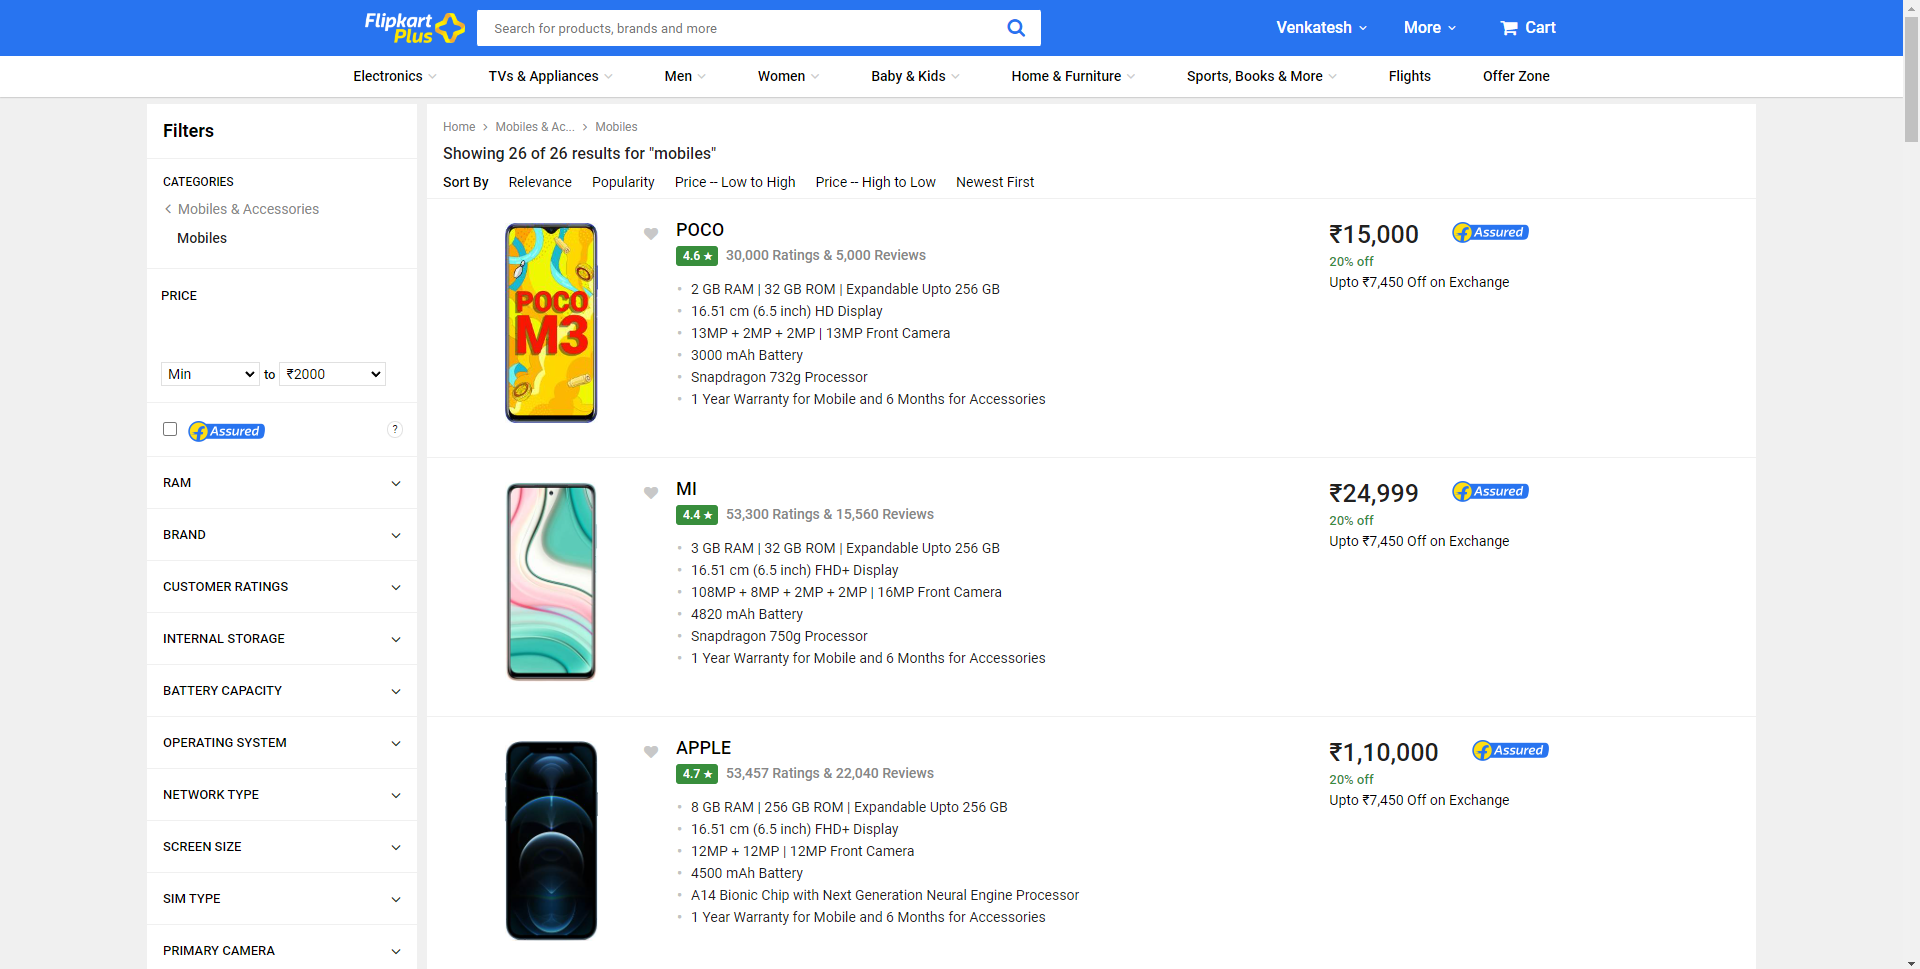 Flipkart
Plus
Search for products, brands and more
Venkatesh
More
Cart
Electronics
TVs & Appliances
Men
Women
Baby & Kids
Home & Furniture
Sports, Books & More
Flights
Offer Zone
Filters
CATEGORIES
Mobiles & Accessories
Mobiles
PRICE
Min to ₹2000
Assured ?
RAM
BRAND
CUSTOMER RATINGS
INTERNAL STORAGE
BATTERY CAPACITY
OPERATING SYSTEM
NETWORK TYPE
SCREEN SIZE
SIM TYPE
PRIMARY CAMERA
Home > Mobiles & Ac... > Mobiles
Showing 26 of 26 results for "mobiles"
Sort By Relevance Popularity Price -- Low to High Price -- High to Low Newest First
POCO
M3
POCO
4.6 ★ 30,000 Ratings & 5,000 Reviews
2 GB RAM | 32 GB ROM | Expandable Upto 256 GB
16.51 cm (6.5 inch) HD Display
13MP + 2MP + 2MP | 13MP Front Camera
3000 mAh Battery
Snapdragon 732g Processor
1 Year Warranty for Mobile and 6 Months for Accessories
₹15,000 Assured
20% off
Upto ₹7,450 Off on Exchange
MI
4.4 ★ 53,300 Ratings & 15,560 Reviews
3 GB RAM | 32 GB ROM | Expandable Upto 256 GB
16.51 cm (6.5 inch) FHD+ Display
108MP + 8MP + 2MP + 2MP | 16MP Front Camera
4820 mAh Battery
Snapdragon 750g Processor
1 Year Warranty for Mobile and 6 Months for Accessories
₹24,999 Assured
20% off
Upto ₹7,450 Off on Exchange
APPLE
4.7 ★ 53,457 Ratings & 22,040 Reviews
8 GB RAM | 256 GB ROM | Expandable Upto 256 GB
16.51 cm (6.5 inch) FHD+ Display
12MP + 12MP | 12MP Front Camera
4500 mAh Battery
A14 Bionic Chip with Next Generation Neural Engine Processor
1 Year Warranty for Mobile and 6 Months for Accessories
₹1,10,000 Assured
20% off
Upto ₹7,450 Off on Exchange